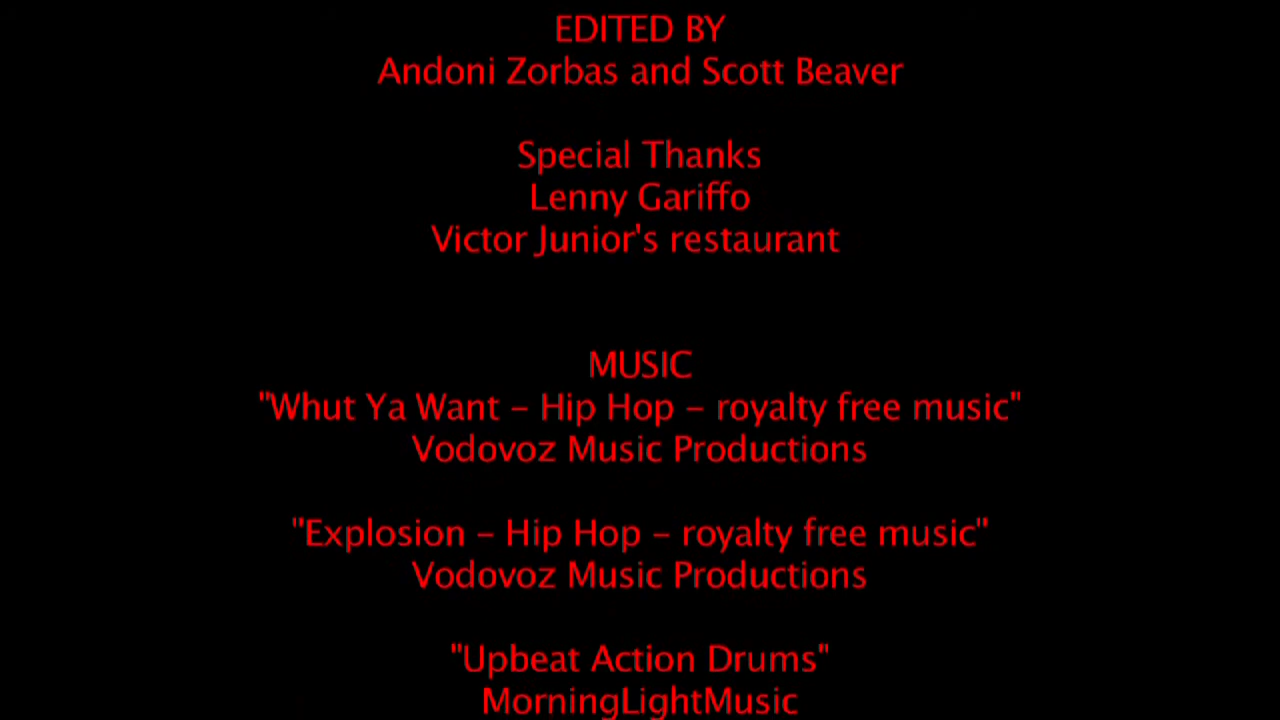 EDITED BY
Andoni Zorbas and Scott Beaver
Special Thanks
Lenny Gariffo
Victor Junior's restaurant
MUSIC
"Whut Ya Want – Hip Hop – royalty free music"
Vodovoz Music Productions
"Explosion – Hip Hop – royalty free music"
Vodovoz Music Productions
"Upbeat Action Drums"
MorningLightMusic